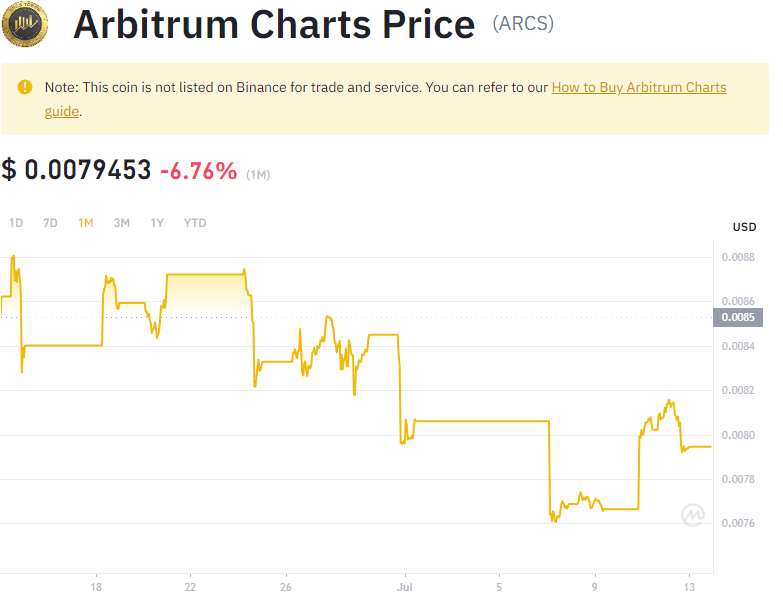 Arbitrum Charts Price (ARCS)
Note: This coin is not listed on Binance for trade and service. You can refer to our How to Buy Arbitrum Charts
guide.
$ 0.0079453 -6.76% (1M)
1D 7D 1M 3M 1Y YTD
USD
0.0088
0.0086
0.0085
0.0084
0.0082
0.0080
0.0078
0.0076
18 22 26 Jul 5 9 13